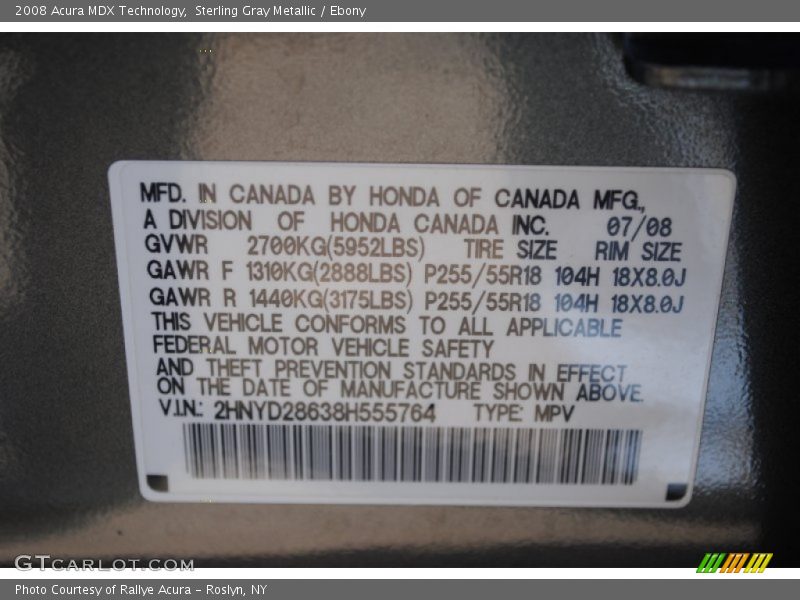 2008 Acura MDX Technology,  Sterling Gray Metallic / Ebony
MFD. IN CANADA BY HONDA OF CANADA MFG.,
A DIVISION OF HONDA CANADA INC. 07/08
GVWR 2700KG(5952LBS) TIRE SIZE RIM SIZE
GAWR F 1310KG(2888LBS) P255/55R18 104H 18X8.0J
GAWR R 1440KG(3175LBS) P255/55R18 104H 18X8.0J
THIS VEHICLE CONFORMS TO ALL APPLICABLE
FEDERAL MOTOR VEHICLE SAFETY
AND THEFT PREVENTION STANDARDS IN EFFECT
ON THE DATE OF MANUFACTURE SHOWN ABOVE.
V.I.N.: 2HNYD28638H555764 TYPE: MPV
GTCARLOT.COM
Photo Courtesy of Rallye Acura - Roslyn, NY